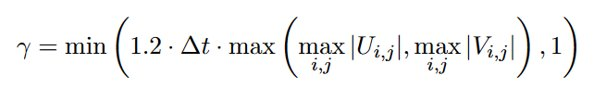 γ = min(1.2 · Δt · max(max_{i,j} |U_{i,j}|, max_{i,j} |V_{i,j}|), 1)